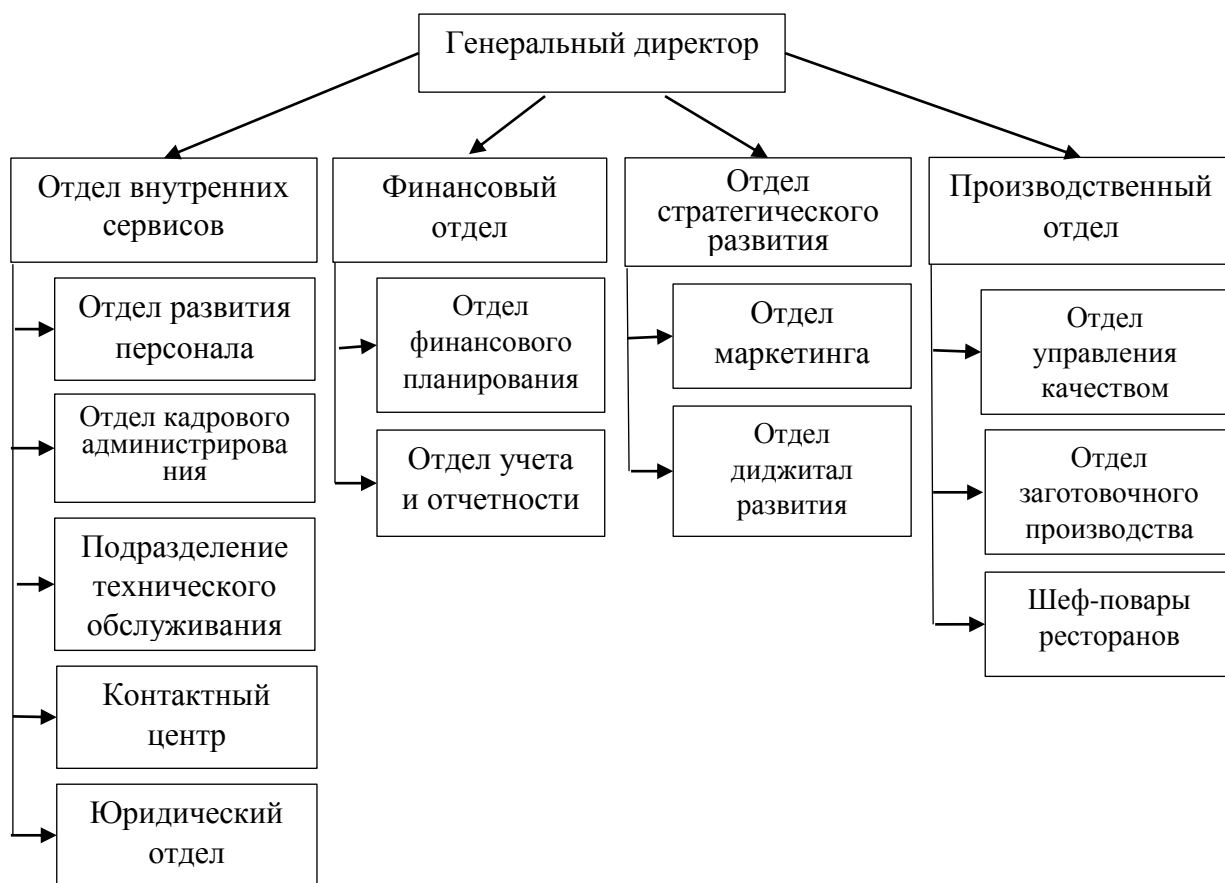 Генеральный директор
Отдел внутренних
сервисов
Отдел развития
персонала
Отдел кадрового
администрирова
ния
Подразделение
технического
обслуживания
Контактный
центр
Юридический
отдел
Финансовый
отдел
Отдел
финансового
планирования
Отдел учета
и отчетности
Отдел
стратегического
развития
Отдел
маркетинга
Отдел
диджитал
развития
Производственный
отдел
Отдел
управления
качеством
Отдел
заготовочного
производства
Шеф-повары
ресторанов